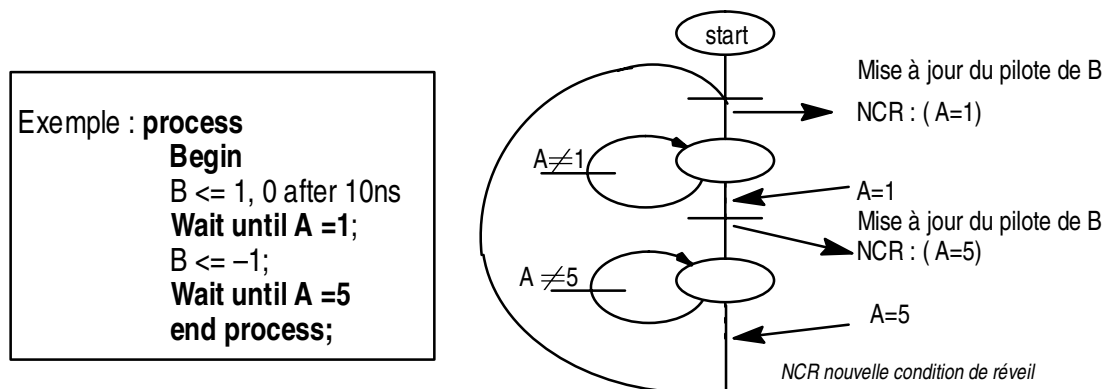 Exemple : process
Begin
B <= 1, 0 after 10ns
Wait until A =1;
B <= –1;
Wait until A =5
end process;
start
Mise à jour du pilote de B
NCR : ( A=1)
A≠1
A=1
Mise à jour du pilote de B
NCR : ( A=5)
A ≠5
A=5
NCR nouvelle condition de réveil